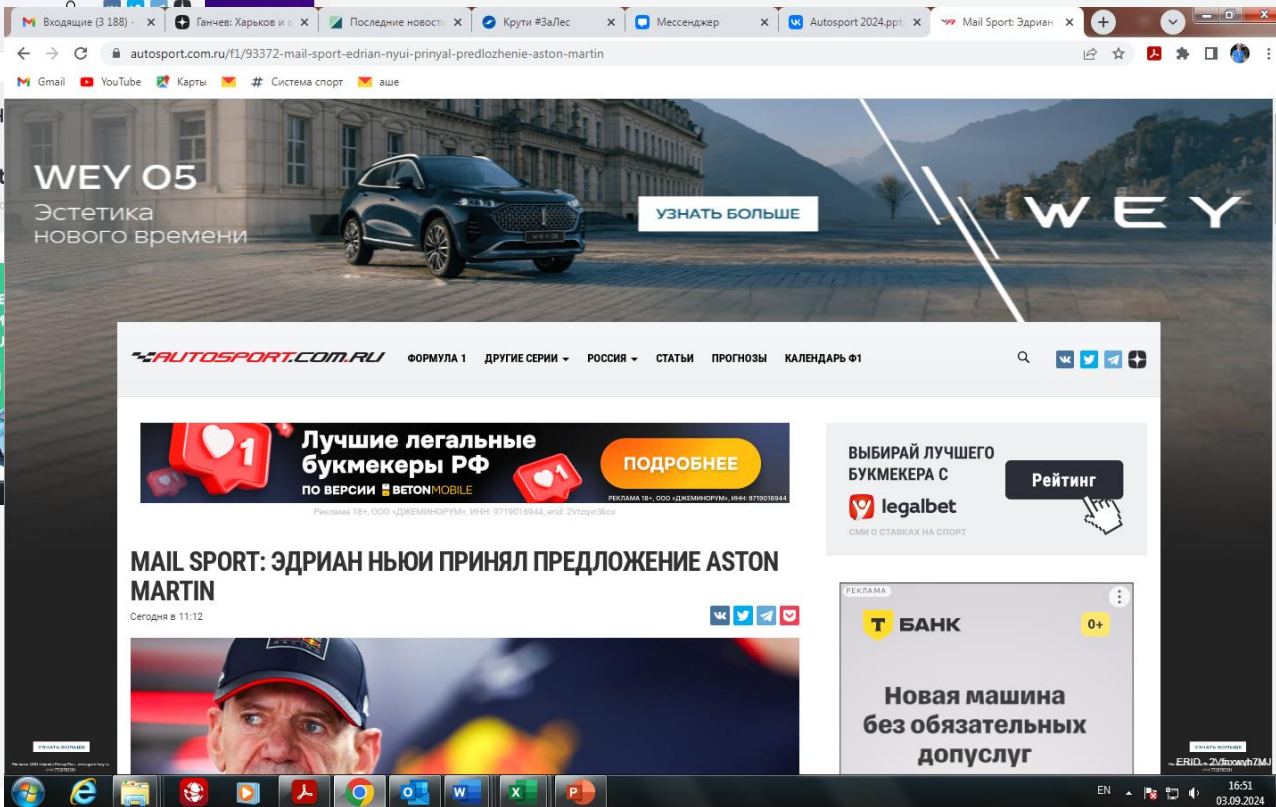 Входящие (3 188) -
Ганчев: Харьков и в
Последние новости
Крути #ЗаЛес
Мессенджер
Autosport 2024.ppt
Mail Sport: Эдриан
autosport.com.ru/f1/93372-mail-sport-edrian-nyui-prinyal-predlozhenie-aston-martin
Gmail
YouTube
Карты
Система спорт
аше
WEY 05
Эстетика
нового времени
УЗНАТЬ БОЛЬШЕ
WEY
AUTOSPORT.COM.RU
ФОРМУЛА 1
ДРУГИЕ СЕРИИ
РОССИЯ
СТАТЬИ
ПРОГНОЗЫ
КАЛЕНДАРЬ Ф1
1
Лучшие легальные
букмекеры РФ
ПО ВЕРСИИ BETONMOBILE
1
ПОДРОБНЕЕ
РЕКЛАМА 18+, ООО «ДЖЕМИНОРУМ», ИНН: 9719016944
Реклама 18+, ООО «ДЖЕМИНОРУМ», ИНН: 9719016944, erid: 2Vtzqvr3kcx
ВЫБИРАЙ ЛУЧШЕГО
БУКМЕКЕРА С
legalbet
СМИ О СТАВКАХ НА СПОРТ
Рейтинг
MAIL SPORT: ЭДРИАН НЬЮИ ПРИНЯЛ ПРЕДЛОЖЕНИЕ ASTON
MARTIN
Сегодня в 11:12
RACING
РЕКЛАМА
Т БАНК
0+
Новая машина
без обязательных
допуслуг
УЗНАТЬ БОЛЬШЕ
УЗНАТЬ БОЛЬШЕ
EN
16:51
03.09.2024